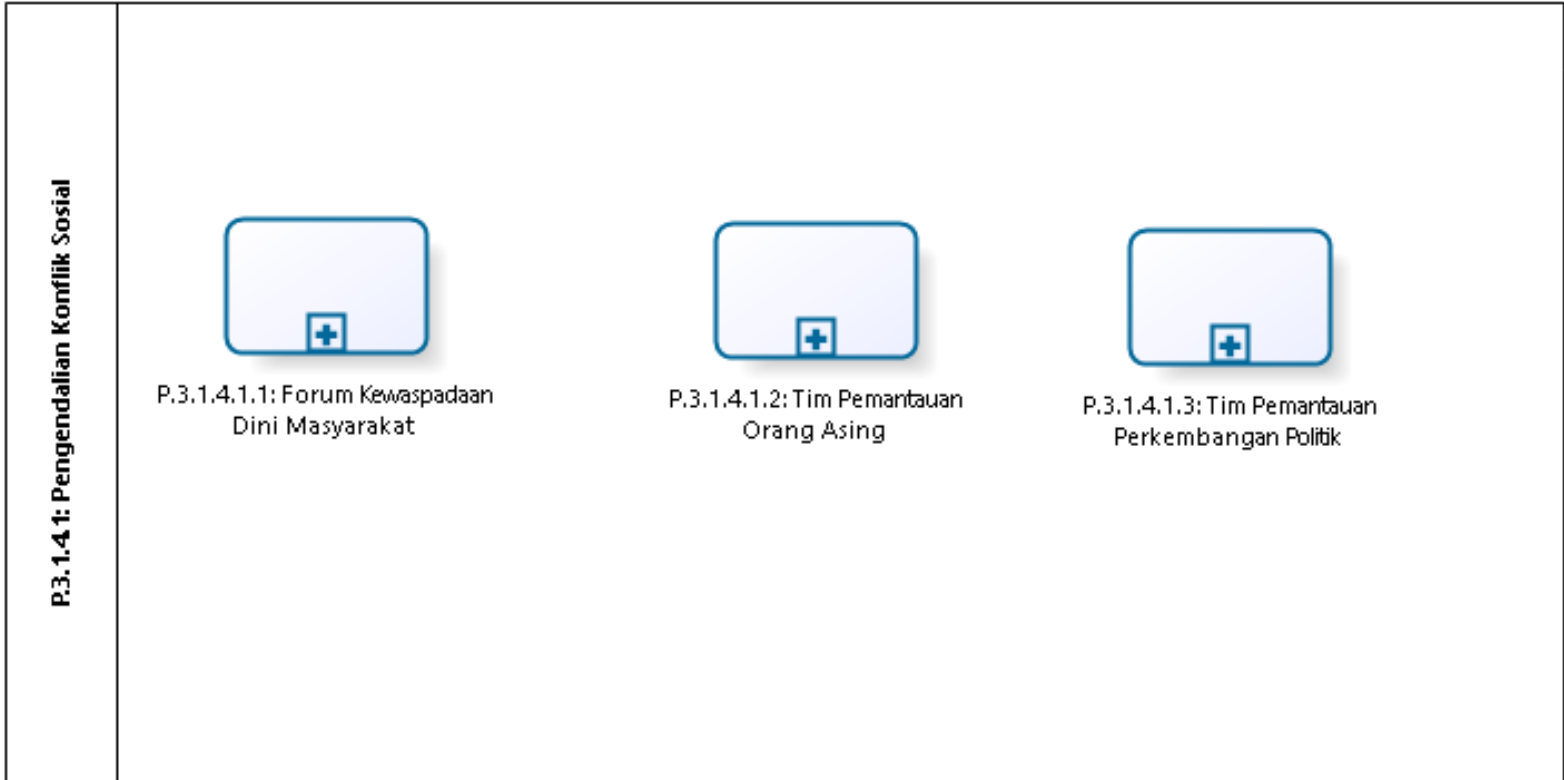 P.3.1.4.1: Pengendalian Konflik Sosial
P.3.1.4.1.1: Forum Kewaspadaan
Dini Masyarakat
P.3.1.4.1.2: Tim Pemantauan
Orang Asing
P.3.1.4.1.3: Tim Pemantauan
Perkembangan Politik